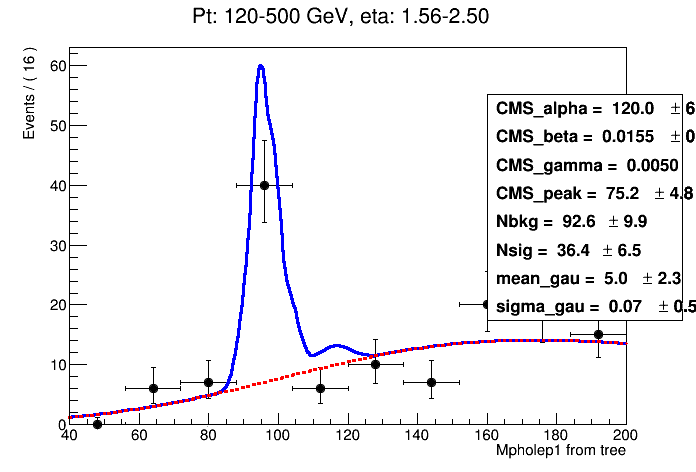 Pt: 120-500 GeV, eta: 1.56-2.50
Events / ( 16 )
60
50
40
30
20
10
0
CMS_alpha = 120.0 ± 6
CMS_beta = 0.0155 ± 0
CMS_gamma = 0.0050
CMS_peak = 75.2 ± 4.8
Nbkg = 92.6 ± 9.9
Nsig = 36.4 ± 6.5
mean_gau = 5.0 ± 2.3
sigma_gau = 0.07 ± 0.5
40 60 80 100 120 140 160 180 200
Mpholep1 from tree